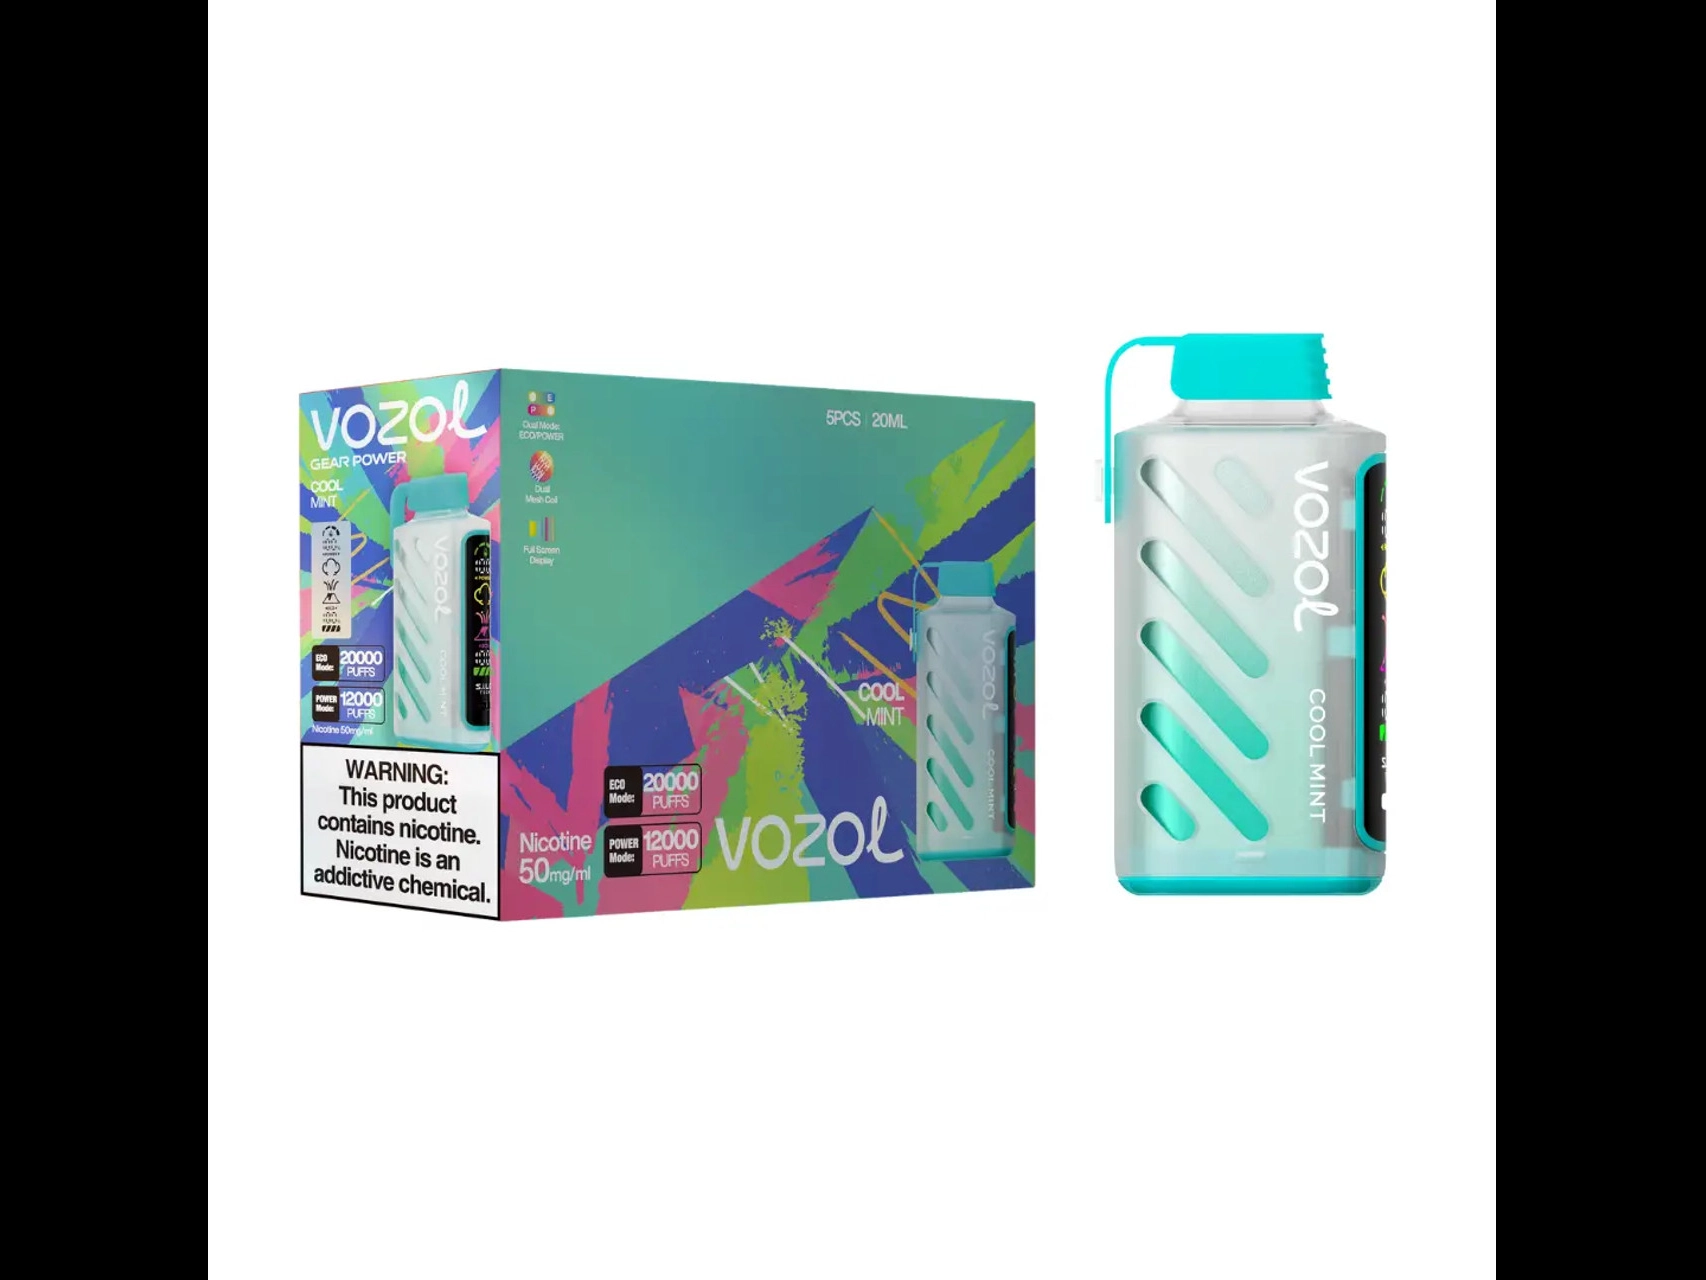 VOZOL
GEAR POWER
COOL
MINT
ECO
Mode:
20000
PUFFS
POWER
Mode:
12000
PUFFS
Nicotine 50mg/ml
WARNING:
This product
contains nicotine.
Nicotine is an
addictive chemical.
VOZOL
COOL MINT
P E
Dual Mode:
ECO/POWER
Dual
Mesh Coil
Full Screen
Display
5PCS | 20ML
COOL
MINT
ECO
Mode:
20000
PUFFS
POWER
Mode:
12000
PUFFS
Nicotine
50mg/ml
VOZOL
VOZOL
COOL MINT
VOZOL
COOL MINT